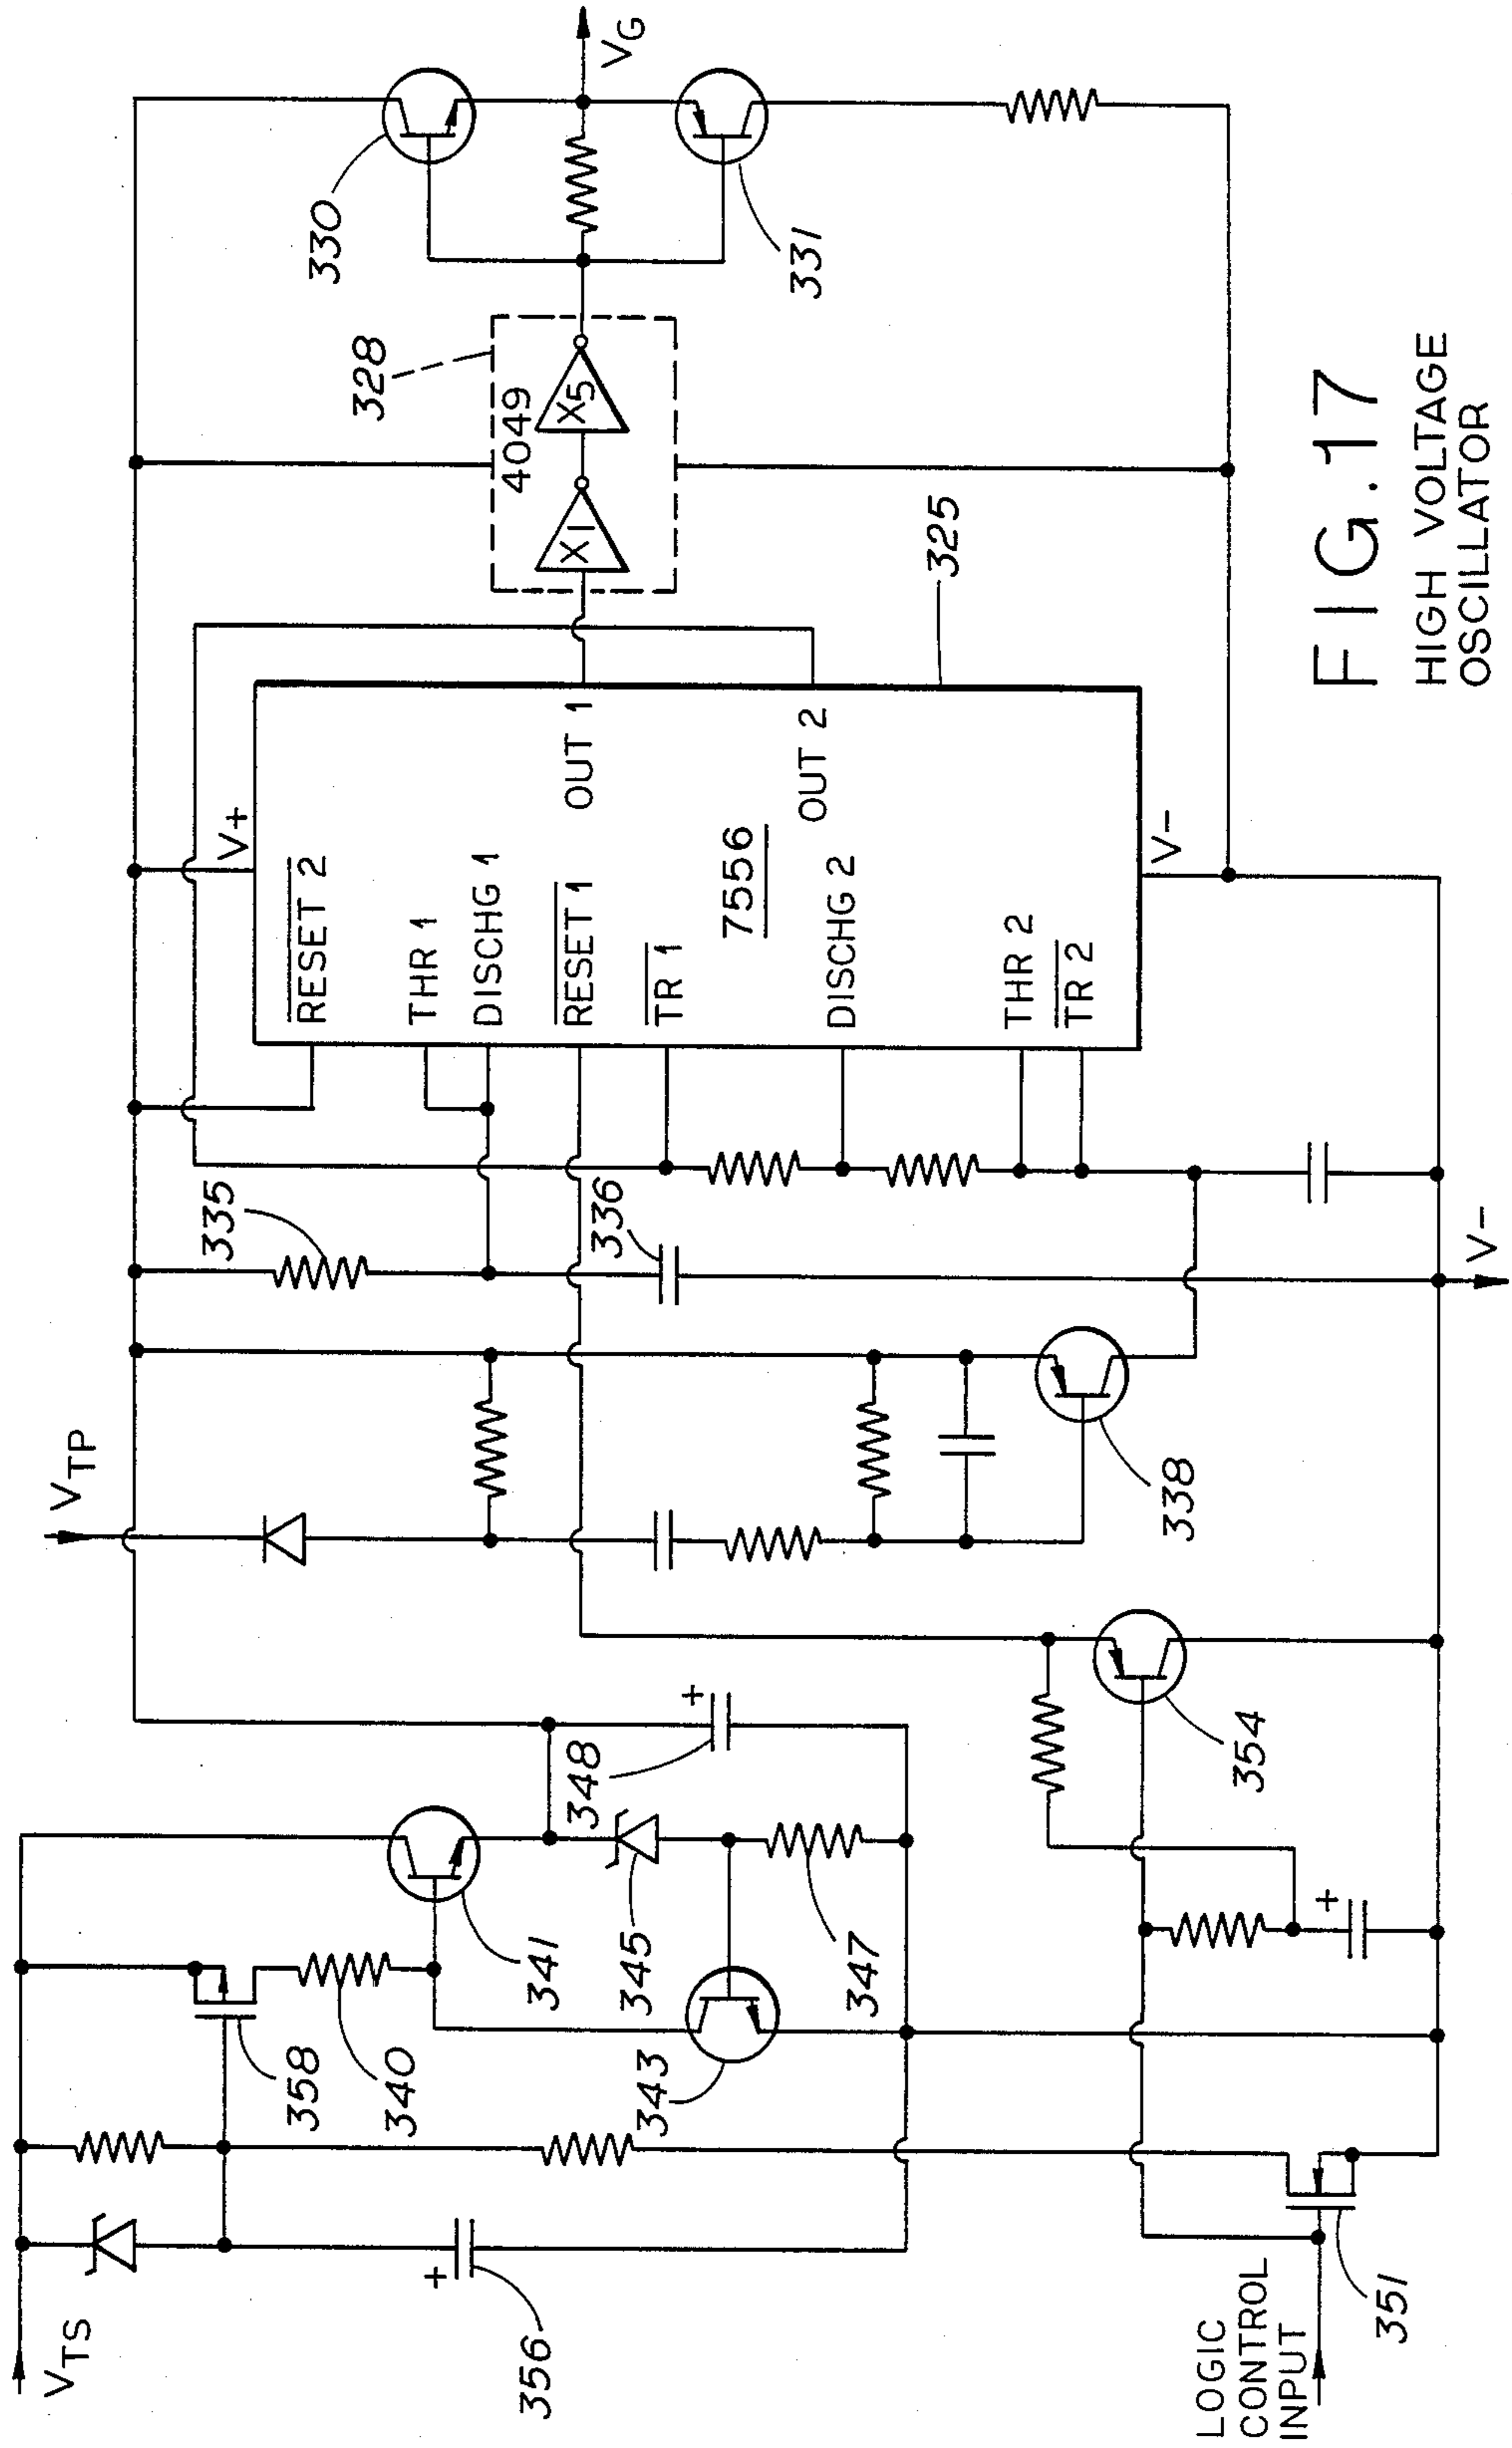 V_TS
V_TP
LOGIC
CONTROL
INPUT
356
358
340
341
343
345
347
348
351
354
335
336
338
V+
RESET 2
THR 1
DISCHG 1
RESET 1
TR 1
DISCHG 2
THR 2
TR 2
7556
OUT 1
OUT 2
V-
325
328
4049
X1
X5
330
331
V_G
V-
FIG.17
HIGH VOLTAGE
OSCILLATOR